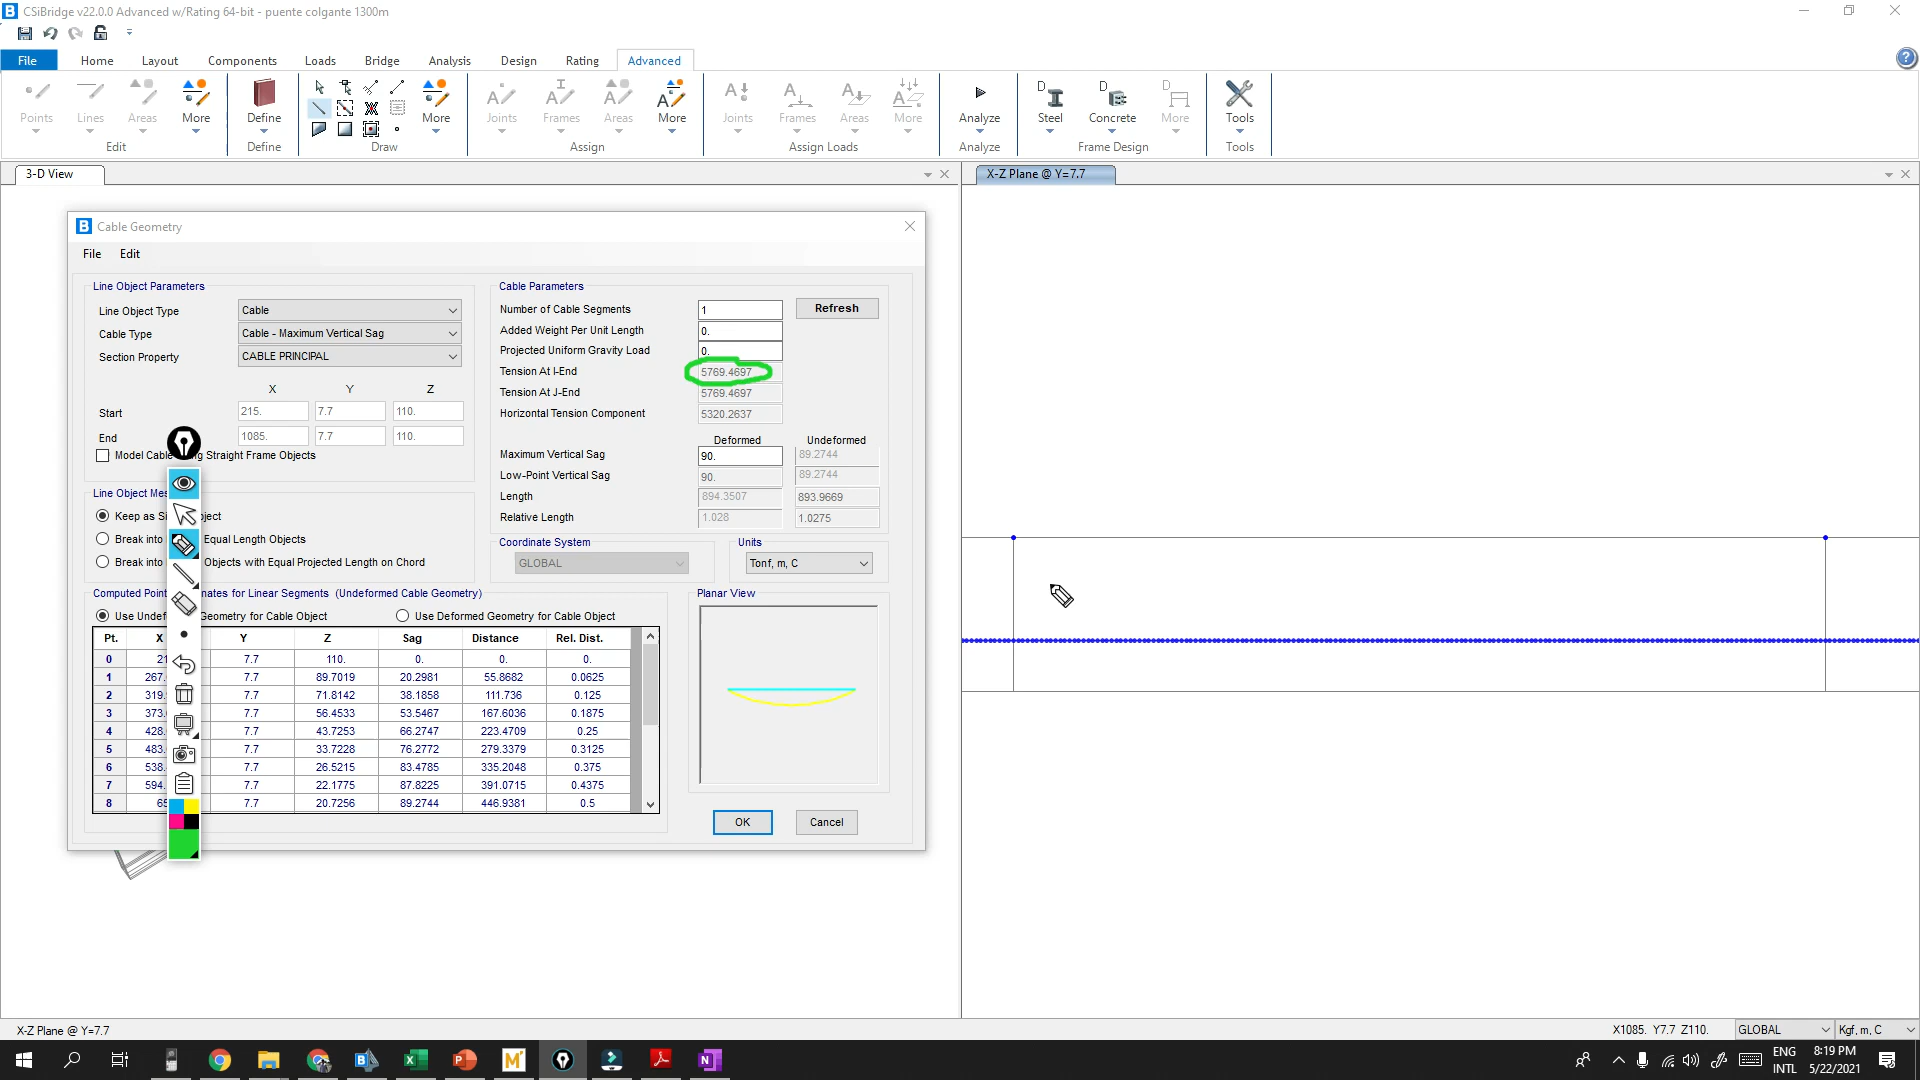 CSiBridge v22.0.0 Advanced w/Rating 64-bit - puente colgante 1300m
File Home Layout Components Loads Bridge Analysis Design Rating Advanced
Points Lines Areas More Define More Joints Frames Areas More Joints Frames Areas More Analyze Steel Concrete More Tools
Edit Define Draw Assign Assign Loads Analyze Frame Design Tools
3-D View
X-Z Plane @ Y=7.7
Cable Geometry
File Edit
Line Object Parameters
Line Object Type Cable
Cable Type Cable - Maximum Vertical Sag
Section Property CABLE PRINCIPAL
X Y Z
Start 215. 7.7 110.
End 1085. 7.7 110.
Model Cable Straight Frame Objects
Line Object Mes
Keep as Si bject
Break into Equal Length Objects
Break into Objects with Equal Projected Length on Chord
Cable Parameters
Number of Cable Segments 1 Refresh
Added Weight Per Unit Length 0.
Projected Uniform Gravity Load 0.
Tension At I-End 5769.4697
Tension At J-End 5769.4697
Horizontal Tension Component 5320.2637
Deformed Undeformed
Maximum Vertical Sag 90. 89.2744
Low-Point Vertical Sag 90. 89.2744
Length 894.3507 893.9669
Relative Length 1.028 1.0275
Coordinate System
GLOBAL
Units
Tonf, m, C
Computed Point nates for Linear Segments (Undeformed Cable Geometry)
Use Undef Geometry for Cable Object Use Deformed Geometry for Cable Object
Pt. X Y Z Sag Distance Rel. Dist.
0 21 7.7 110. 0. 0. 0.
1 267. 7.7 89.7019 20.2981 55.8682 0.0625
2 319. 7.7 71.8142 38.1858 111.736 0.125
3 373. 7.7 56.4533 53.5467 167.6036 0.1875
4 428. 7.7 43.7253 66.2747 223.4709 0.25
5 483. 7.7 33.7228 76.2772 279.3379 0.3125
6 538. 7.7 26.5215 83.4785 335.2048 0.375
7 594. 7.7 22.1775 87.8225 391.0715 0.4375
8 65 7.7 20.7256 89.2744 446.9381 0.5
Planar View
OK Cancel
X-Z Plane @ Y=7.7
X1085. Y7.7 Z110. GLOBAL Kgf, m, C
ENG
INTL
8:19 PM
5/22/2021